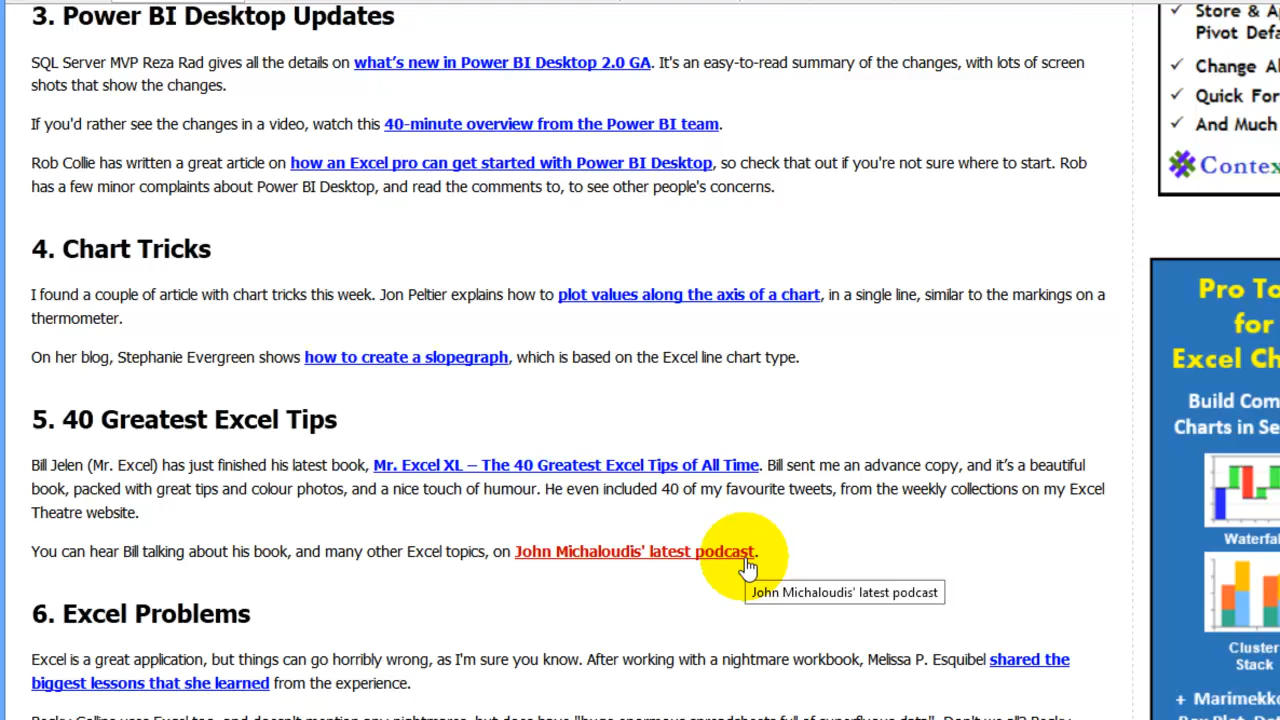 3. Power BI Desktop Updates
SQL Server MVP Reza Rad gives all the details on what's new in Power BI Desktop 2.0 GA. It's an easy-to-read summary of the changes, with lots of screen
shots that show the changes.
If you'd rather see the changes in a video, watch this 40-minute overview from the Power BI team.
Rob Collie has written a great article on how an Excel pro can get started with Power BI Desktop, so check that out if you're not sure where to start. Rob
has a few minor complaints about Power BI Desktop, and read the comments to, to see other people's concerns.
4. Chart Tricks
I found a couple of article with chart tricks this week. Jon Peltier explains how to plot values along the axis of a chart, in a single line, similar to the markings on a
thermometer.
On her blog, Stephanie Evergreen shows how to create a slopegraph, which is based on the Excel line chart type.
5. 40 Greatest Excel Tips
Bill Jelen (Mr. Excel) has just finished his latest book, Mr. Excel XL – The 40 Greatest Excel Tips of All Time. Bill sent me an advance copy, and it's a beautiful
book, packed with great tips and colour photos, and a nice touch of humour. He even included 40 of my favourite tweets, from the weekly collections on my Excel
Theatre website.
You can hear Bill talking about his book, and many other Excel topics, on John Michaloudis' latest podcast.
John Michaloudis' latest podcast
6. Excel Problems
Excel is a great application, but things can go horribly wrong, as I'm sure you know. After working with a nightmare workbook, Melissa P. Esquibel shared the
biggest lessons that she learned from the experience.
Store & A
Pivot Defa
Change Al
Quick For
And Much
Contex
Pro To
for
Excel Ch
Build Com
Charts in Se
Waterfal
Cluster
Stack
+ Marimekko